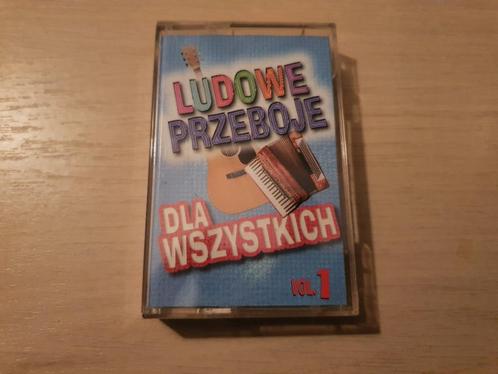 LUDOWE
PRZEBOJE
DLA
WSZYSTKICH
VOL. 1